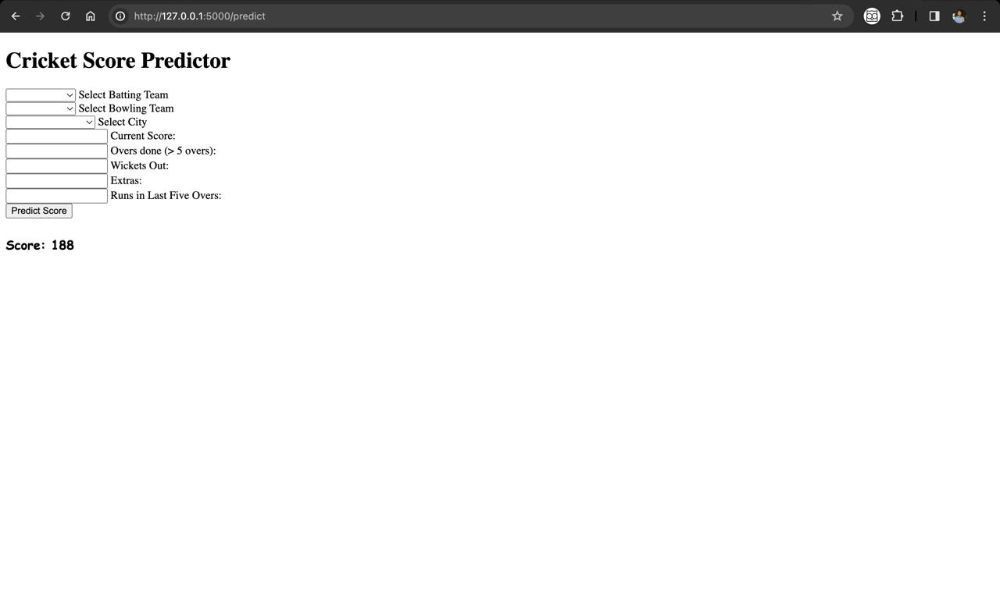 http://127.0.0.1:5000/predict
Cricket Score Predictor
Select Batting Team
Select Bowling Team
Select City
Current Score:
Overs done (> 5 overs):
Wickets Out:
Extras:
Runs in Last Five Overs:
Predict Score
Score: 188